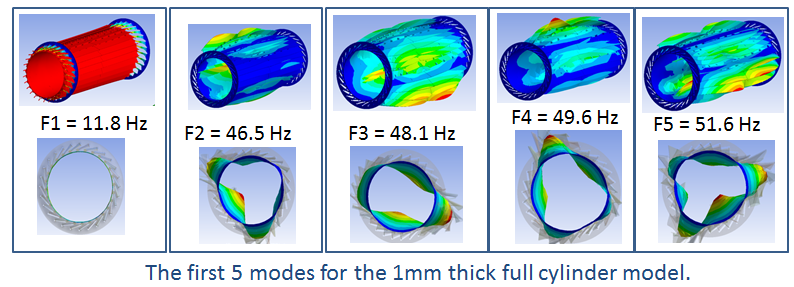 F1 = 11.8 Hz
F2 = 46.5 Hz
F3 = 48.1 Hz
F4 = 49.6 Hz
F5 = 51.6 Hz
The first 5 modes for the 1mm thick full cylinder model.